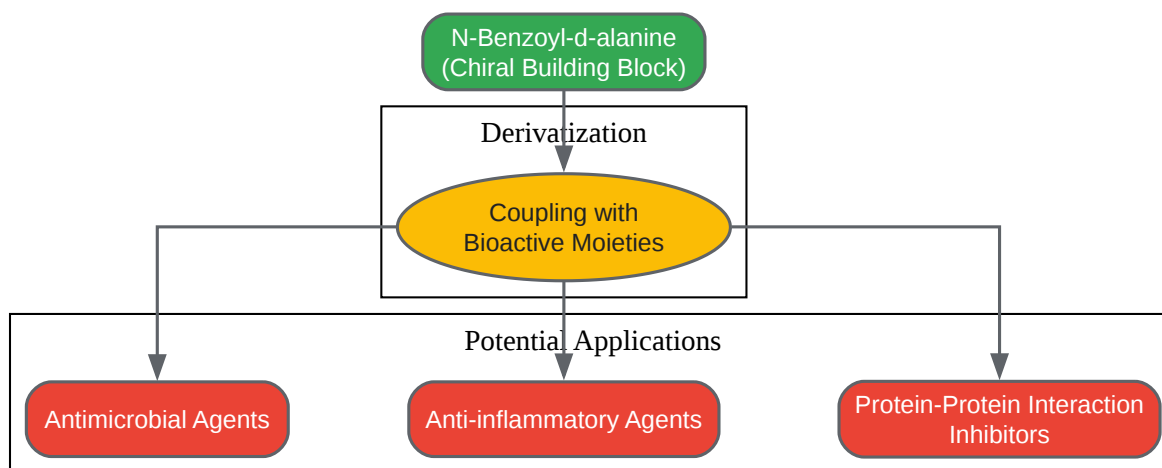 N-Benzoyl-d-alanine
(Chiral Building Block)
Derivatization
Coupling with
Bioactive Moieties
Potential Applications
Antimicrobial Agents
Anti-inflammatory Agents
Protein-Protein Interaction
Inhibitors